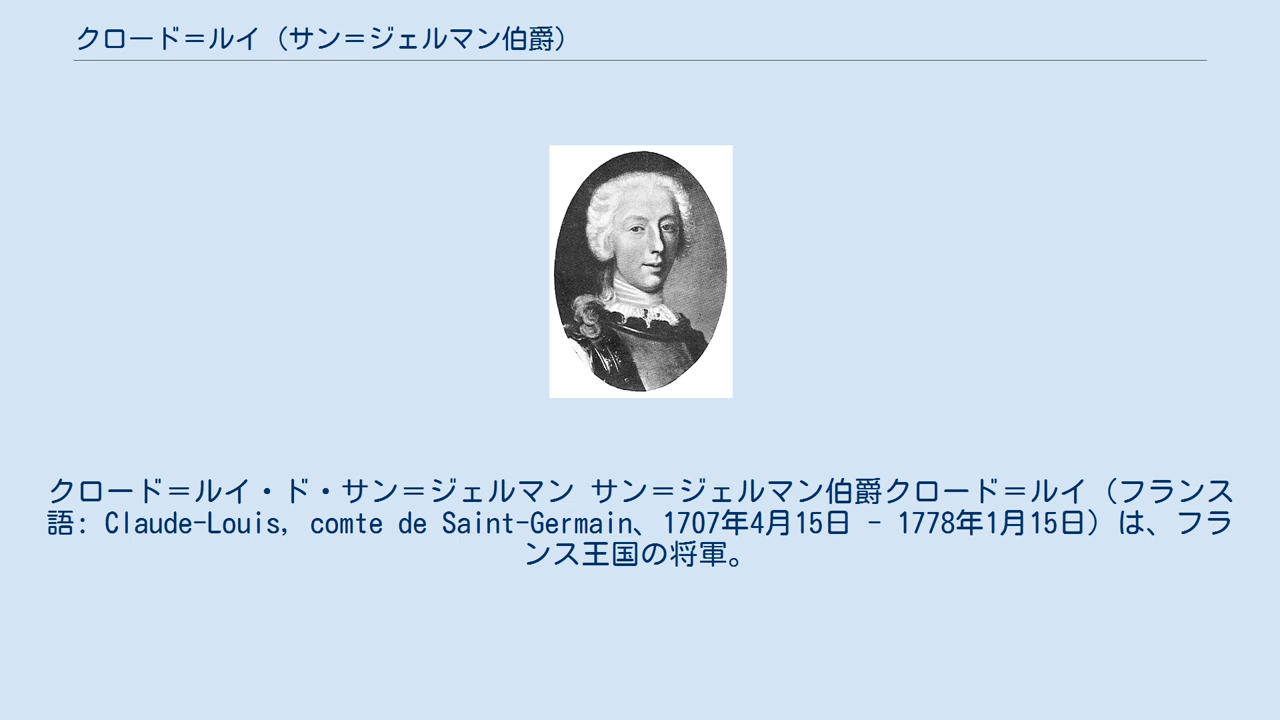 クロード＝ルイ（サン＝ジェルマン伯爵）
クロード＝ルイ・ド・サン＝ジェルマン サン＝ジェルマン伯爵クロード＝ルイ（フランス
語: Claude-Louis, comte de Saint-Germain、1707年4月15日 - 1778年1月15日）は、フラ
ンス王国の将軍。